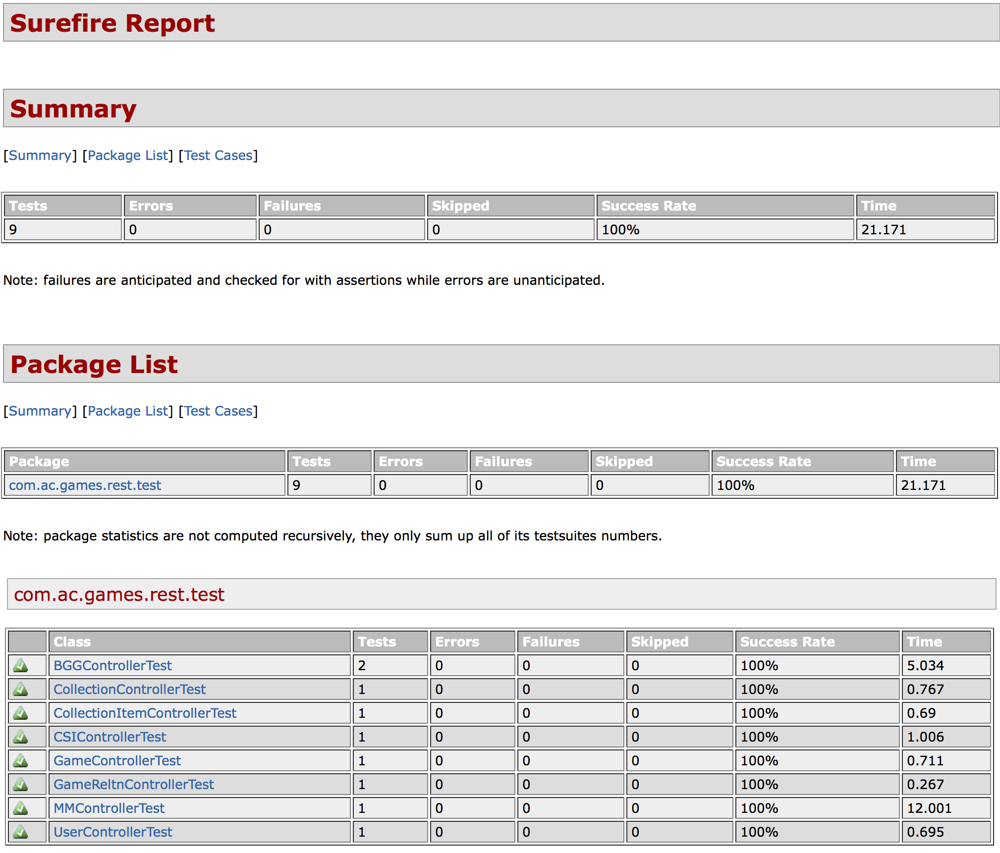 Surefire Report
Summary
[Summary] [Package List] [Test Cases]
Tests Errors Failures Skipped Success Rate Time
9 0 0 0 100% 21.171
Note: failures are anticipated and checked for with assertions while errors are unanticipated.
Package List
[Summary] [Package List] [Test Cases]
Package Tests Errors Failures Skipped Success Rate Time
com.ac.games.rest.test 9 0 0 0 100% 21.171
Note: package statistics are not computed recursively, they only sum up all of its testsuites numbers.
com.ac.games.rest.test
Class Tests Errors Failures Skipped Success Rate Time
BGGControllerTest 2 0 0 0 100% 5.034
CollectionControllerTest 1 0 0 0 100% 0.767
CollectionItemControllerTest 1 0 0 0 100% 0.69
CSIControllerTest 1 0 0 0 100% 1.006
GameControllerTest 1 0 0 0 100% 0.711
GameReltnControllerTest 1 0 0 0 100% 0.267
MMControllerTest 1 0 0 0 100% 12.001
UserControllerTest 1 0 0 0 100% 0.695